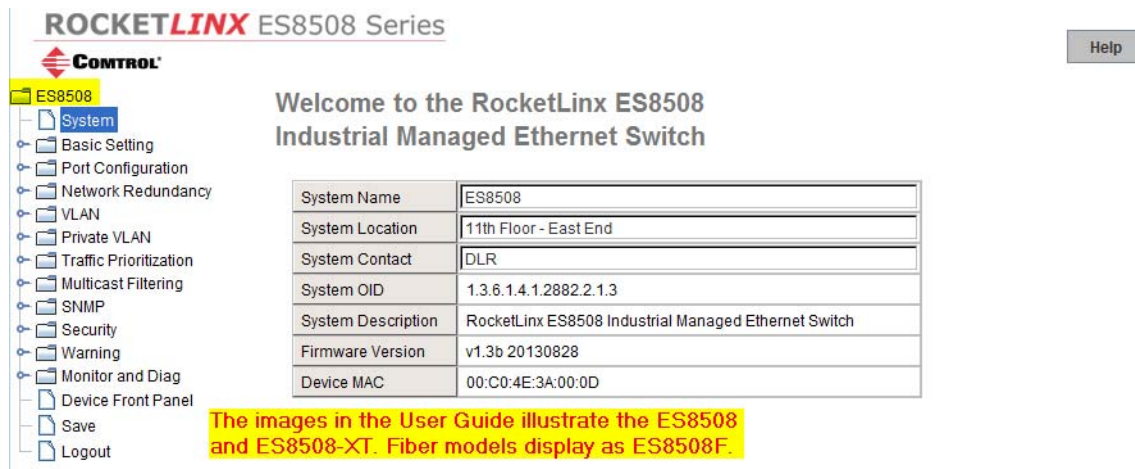 ROCKETLINX ES8508 Series
COMTROL
Help
ES8508
System
Basic Setting
Port Configuration
Network Redundancy
VLAN
Private VLAN
Traffic Prioritization
Multicast Filtering
SNMP
Security
Warning
Monitor and Diag
Device Front Panel
Save
Logout
Welcome to the RocketLinx ES8508
Industrial Managed Ethernet Switch
System Name ES8508
System Location 11th Floor - East End
System Contact DLR
System OID 1.3.6.1.4.1.2882.2.1.3
System Description RocketLinx ES8508 Industrial Managed Ethernet Switch
Firmware Version v1.3b 20130828
Device MAC 00:C0:4E:3A:00:0D
The images in the User Guide illustrate the ES8508
and ES8508-XT. Fiber models display as ES8508F.